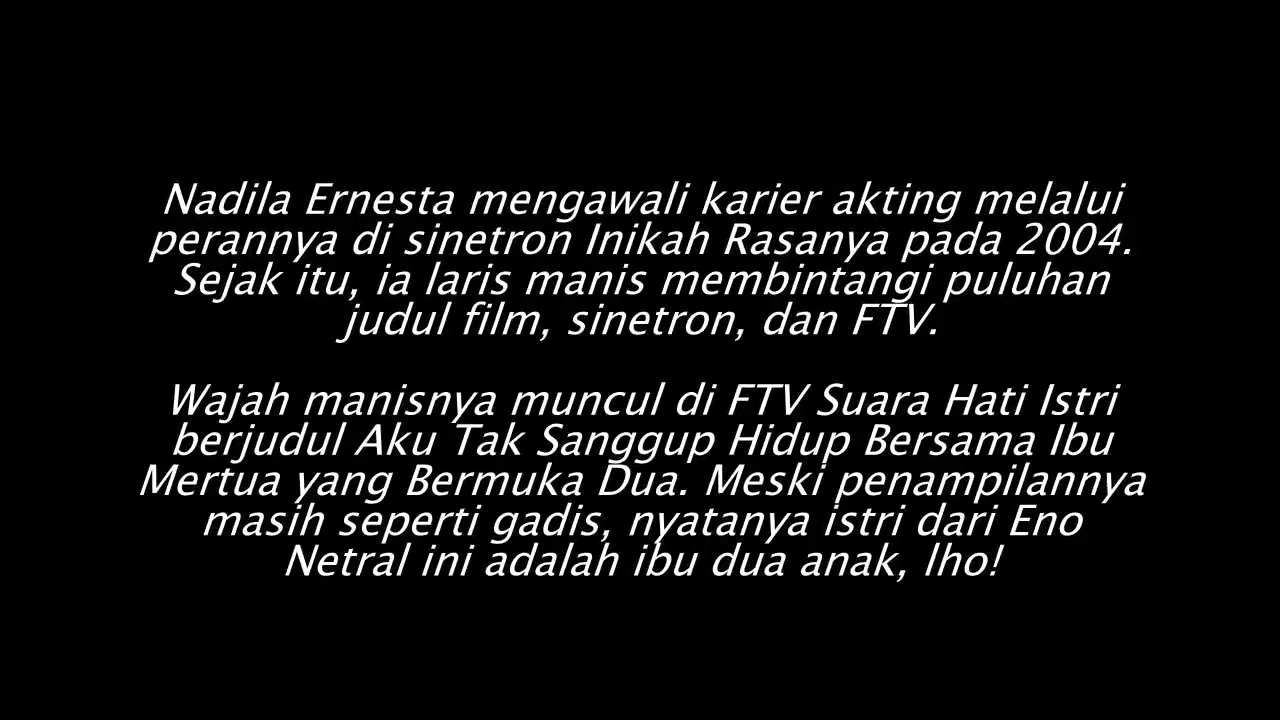 Nadila Ernesta mengawali karier akting melalui
perannya di sinetron Inikah Rasanya pada 2004.
Sejak itu, ia laris manis membintangi puluhan
judul film, sinetron, dan FTV.
Wajah manisnya muncul di FTV Suara Hati Istri
berjudul Aku Tak Sanggup Hidup Bersama Ibu
Mertua yang Bermuka Dua. Meski penampilannya
masih seperti gadis, nyatanya istri dari Eno
Netral ini adalah ibu dua anak, lho!